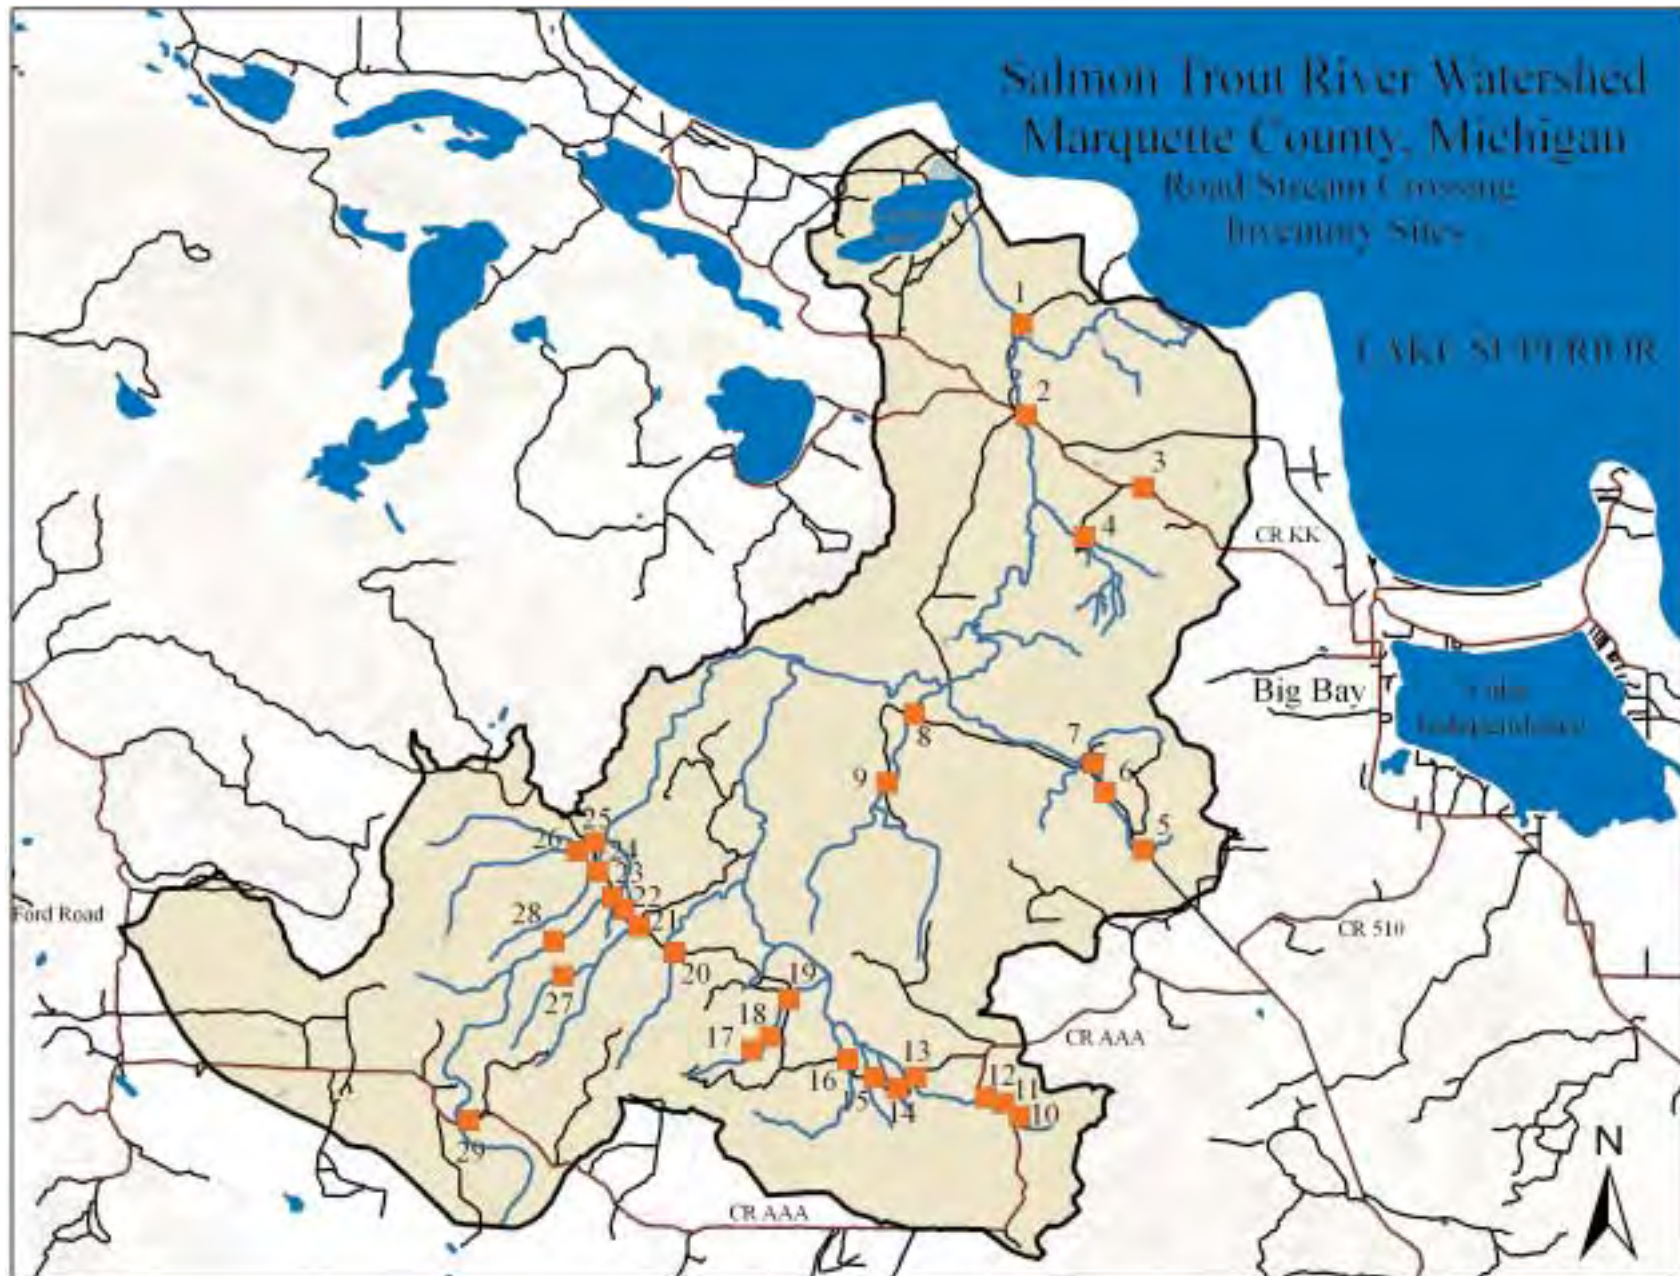 Salmon Trout River Watershed
Marquette County, Michigan
Road Stream Crossing
Inventory Sites
LAKE SUPERIOR
1
2
3
4
CR KK
Big Bay
Lake
Independence
7
8
6
9
5
25
26
24
23
22
28
21
Ford Road
CR 510
20
19
27
18
17
CR AAA
13
16
12
11
15
14
10
29
N
CR AAA